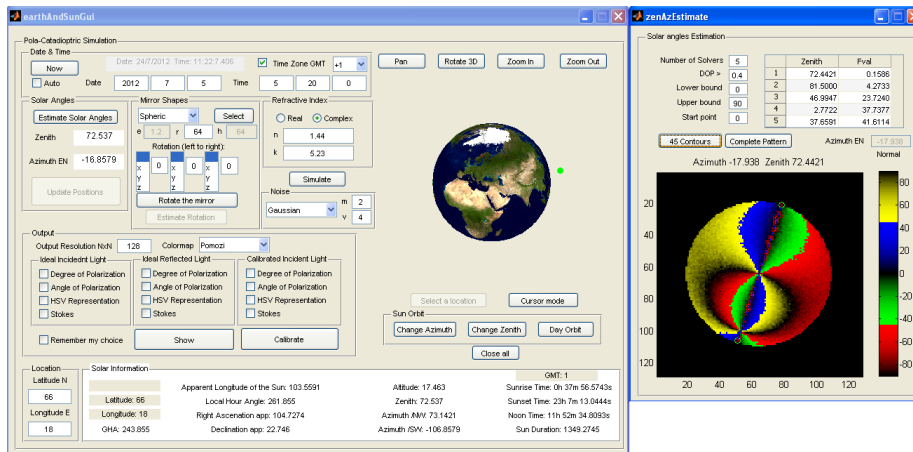 earthAndSunGui
Pola-Catadioptric Simulation
Date & Time
Now
Date: 24/7/2012 Time: 11:22:7.406
Time Zone GMT
+1
Auto
Date
2012
7
5
Time
5
20
0
Pan
Rotate 3D
Zoom In
Zoom Out
Solar Angles
Estimate Solar Angles
Zenith
72.537
Azimuth EN
-16.8579
Update Positions
Mirror Shapes
Spheric
Select
e
1.2
r
64
h
64
Rotation (left to right):
x
y
z
0
x
y
z
0
x
y
z
0
Rotate the mirror
Estimate Rotation
Refractive Index
Real
Complex
n
1.44
k
5.23
Simulate
Noise
Gaussian
m
2
v
4
Output
Output Resolution NxN
128
Colormap
Pomozi
Ideal Incidednt Light
Degree of Polarization
Angle of Polarization
HSV Representation
Stokes
Ideal Reflected Light
Degree of Polarization
Angle of Polarization
HSV Representation
Stokes
Calibrated Incident Light
Degree of Polarization
Angle of Polarization
HSV Representation
Stokes
Remember my choice
Show
Calibrate
Select a location
Cursor mode
Sun Orbit
Change Azimuth
Change Zenith
Day Orbit
Close all
Location
Latitude N
66
Longitude E
18
Solar Information
GMT: 1
Apparent Longitude of the Sun: 103.5591
Altitude: 17.463
Sunrise Time: 0h 37m 56.5743s
Latitude: 66
Local Hour Angle: 261.855
Zenith: 72.537
Sunset Time: 23h 7m 13.0444s
Longitude: 18
Right Ascenation app: 104.7274
Azimuth /NW: 73.1421
Noon Time: 11h 52m 34.8093s
GHA: 243.855
Declination app: 22.746
Azimuth /SW: -106.8579
Sun Duration: 1349.2745
zenAzEstimate
Solar angles Estimation
Number of Solvers
5
DOP >
0.4
Lower bound
0
Upper bound
90
Start point
0
Zenith
Fval
1
72.4421
0.1586
2
81.5000
4.2733
3
46.9947
23.7240
4
2.7722
37.7377
5
37.6591
41.6114
45 Contours
Complete Pattern
Azimuth EN
-17.938
Normal
Azimuth -17.938 Zenith 72.4421
20
40
60
80
100
120
20
40
60
80
100
120
80
60
40
20
0
-20
-40
-60
-80